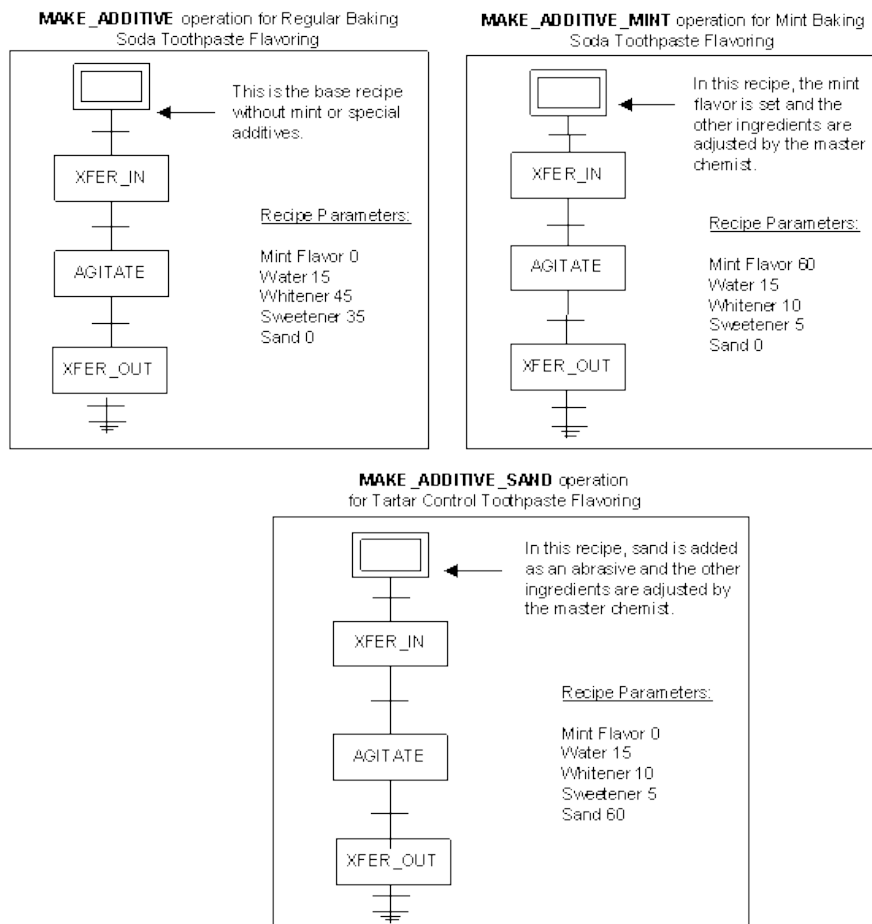 MAKE_ADDITIVE operation for Regular Baking
Soda Toothpaste Flavoring
This is the base recipe
without mint or special
additives.
XFER_IN
Recipe Parameters:
AGITATE
Mint Flavor 0
Water 15
Whitener 45
Sweetener 35
Sand 0
XFER_OUT
MAKE_ADDITIVE_MINT operation for Mint Baking
Soda Toothpaste Flavoring
In this recipe, the mint
flavor is set and the
other ingredients are
adjusted by the master
chemist.
XFER_IN
Recipe Parameters:
AGITATE
Mint Flavor 60
Water 15
Whitener 10
Sweetener 5
Sand 0
XFER_OUT
MAKE_ADDITIVE_SAND operation
for Tartar Control Toothpaste Flavoring
In this recipe, sand is added
as an abrasive and the other
ingredients are adjusted by
the master chemist.
XFER_IN
Recipe Parameters:
AGITATE
Mint Flavor 0
Water 15
Whitener 10
Sweetener 5
Sand 60
XFER_OUT